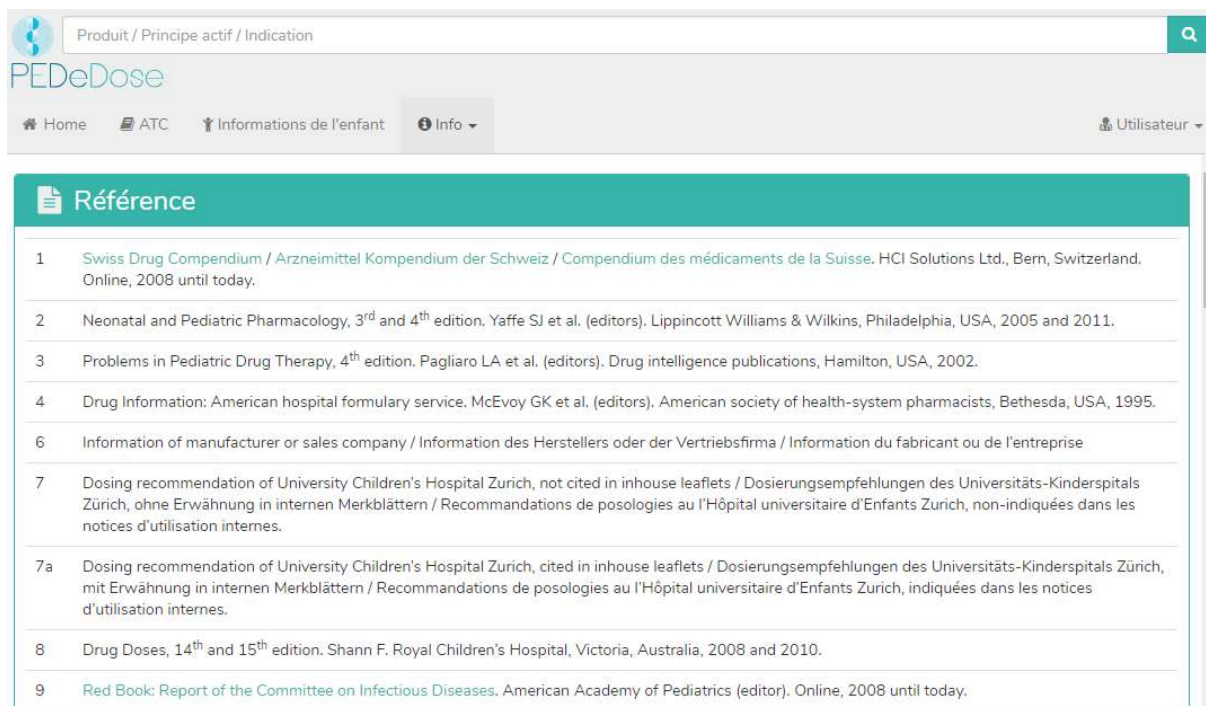 Produit / Principe actif / Indication
PEDeDose
Home ATC Informations de l'enfant Info Utilisateur
Référence
1 Swiss Drug Compendium / Arzneimittel Kompendium der Schweiz / Compendium des médicaments de la Suisse. HCI Solutions Ltd., Bern, Switzerland.
Online, 2008 until today.
2 Neonatal and Pediatric Pharmacology, 3rd and 4th edition. Yaffe SJ et al. (editors). Lippincott Williams & Wilkins, Philadelphia, USA, 2005 and 2011.
3 Problems in Pediatric Drug Therapy, 4th edition. Pagliaro LA et al. (editors). Drug intelligence publications, Hamilton, USA, 2002.
4 Drug Information: American hospital formulary service. McEvoy GK et al. (editors). American society of health-system pharmacists, Bethesda, USA, 1995.
6 Information of manufacturer or sales company / Information des Herstellers oder der Vertriebsfirma / Information du fabricant ou de l'entreprise
7 Dosing recommendation of University Children's Hospital Zurich, not cited in inhouse leaflets / Dosierungsempfehlungen des Universitäts-Kinderspitals
Zürich, ohne Erwähnung in internen Merkblättern / Recommandations de posologies au l'Hôpital universitaire d'Enfants Zurich, non-indiquées dans les
notices d'utilisation internes.
7a Dosing recommendation of University Children's Hospital Zurich, cited in inhouse leaflets / Dosierungsempfehlungen des Universitäts-Kinderspitals Zürich,
mit Erwähnung in internen Merkblättern / Recommandations de posologies au l'Hôpital universitaire d'Enfants Zurich, indiquées dans les notices
d'utilisation internes.
8 Drug Doses, 14th and 15th edition. Shann F. Royal Children's Hospital, Victoria, Australia, 2008 and 2010.
9 Red Book: Report of the Committee on Infectious Diseases. American Academy of Pediatrics (editor). Online, 2008 until today.